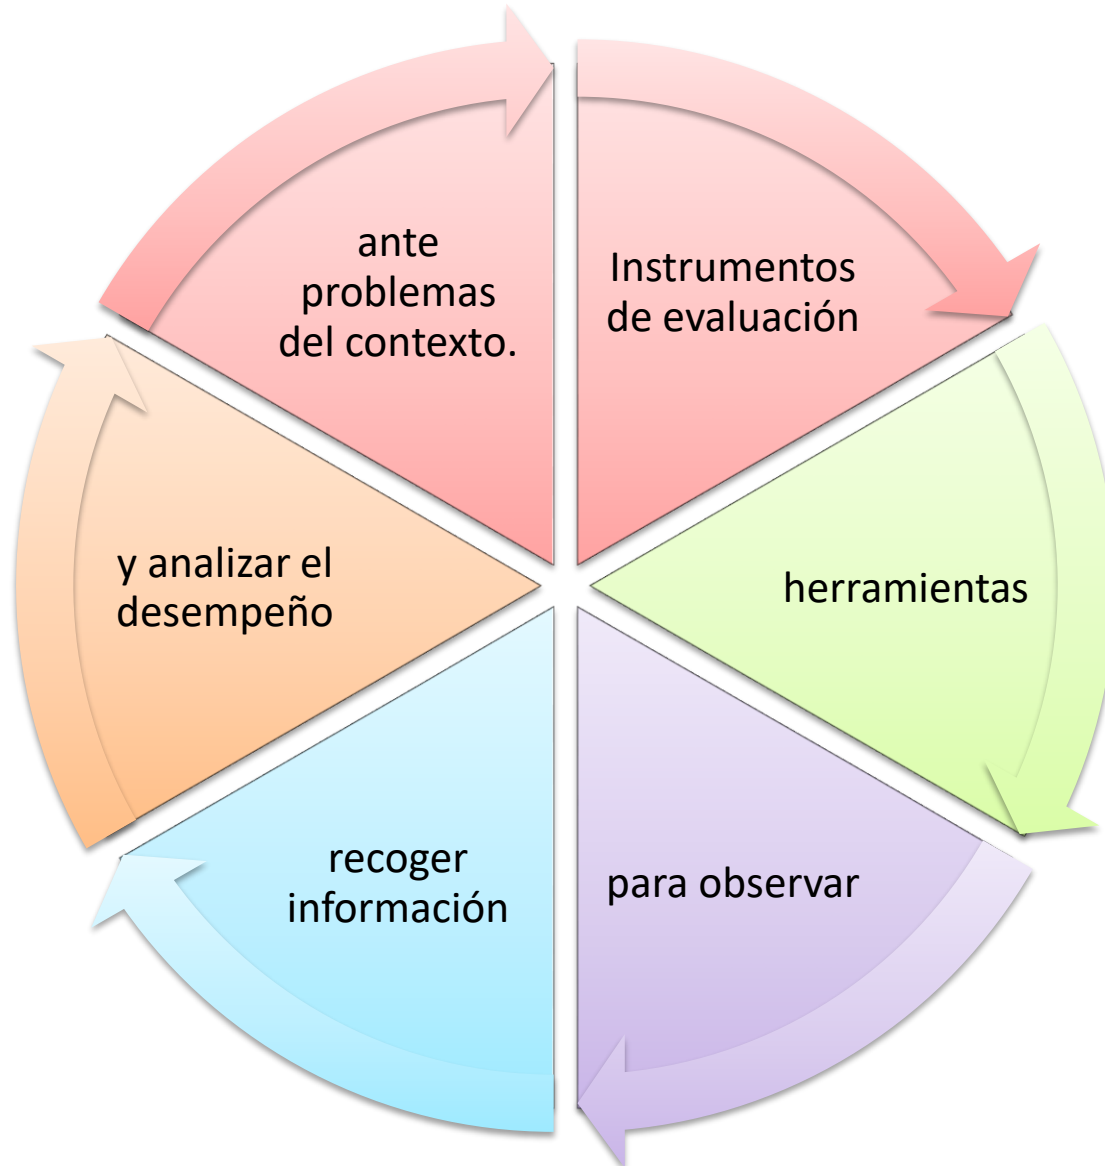 Instrumentos
de evaluación
herramientas
para observar
recoger
información
y analizar el
desempeño
ante
problemas
del contexto.